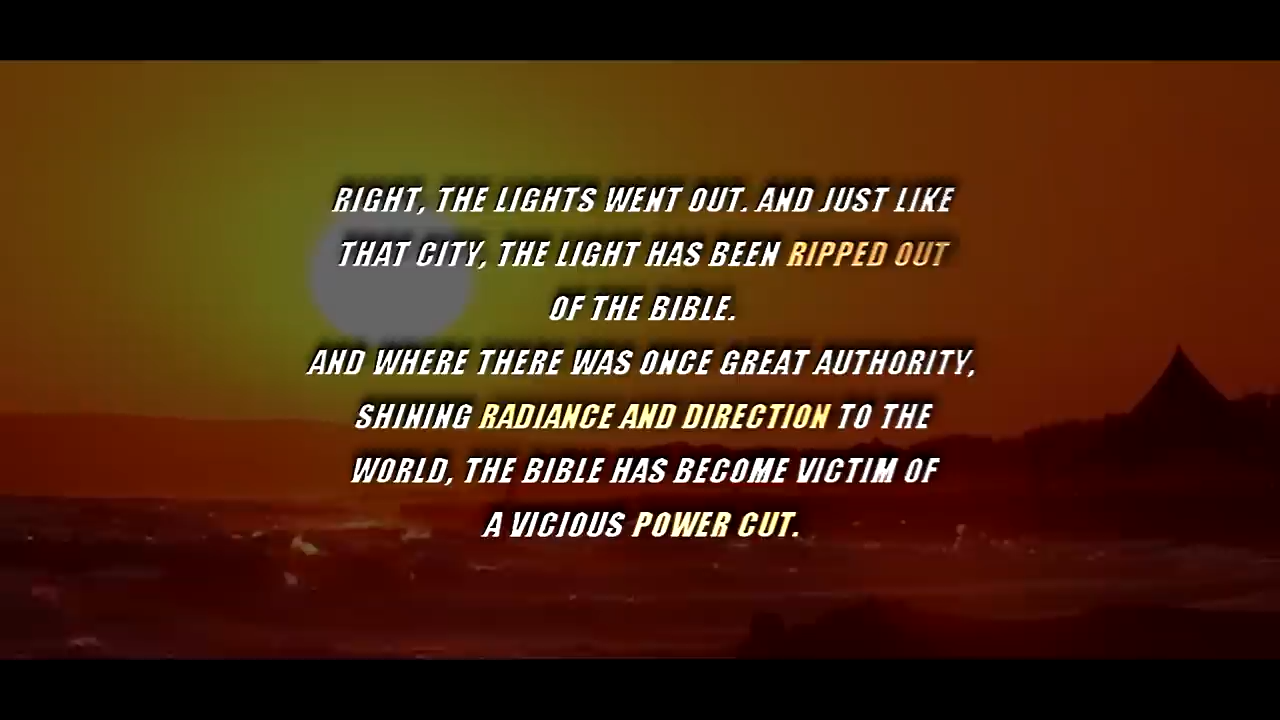 RIGHT, THE LIGHTS WENT OUT. AND JUST LIKE
THAT CITY, THE LIGHT HAS BEEN RIPPED OUT
OF THE BIBLE.
AND WHERE THERE WAS ONCE GREAT AUTHORITY,
SHINING RADIANCE AND DIRECTION TO THE
WORLD, THE BIBLE HAS BECOME VICTIM OF
A VICIOUS POWER CUT.